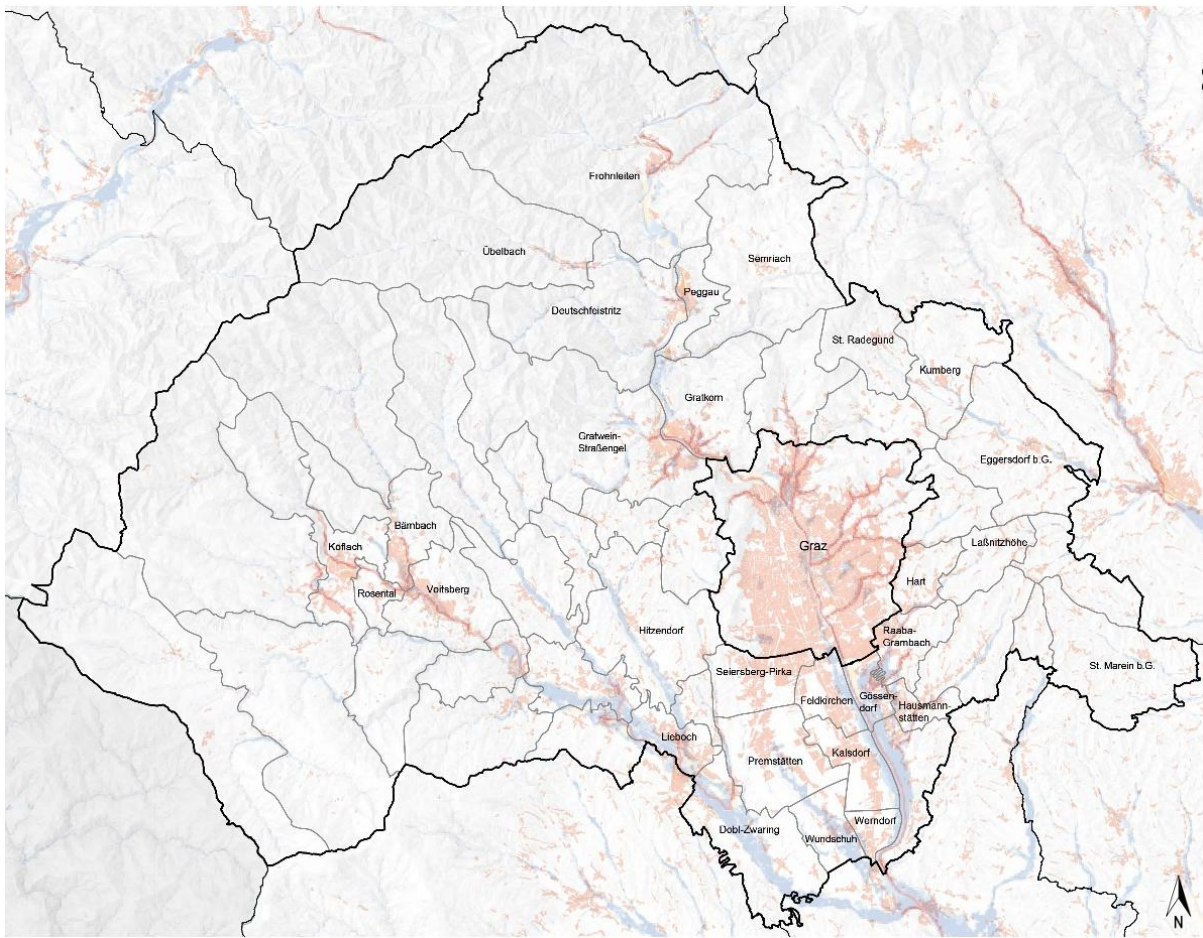 Frohnleiten
Übelbach
Semriach
Peggau
Deutschfeistritz
St. Radegund
Kumberg
Gratkorn
Gratwein-
Straßengel
Eggersdorf b.G.
Bärnbach
Köflach
Graz
Laßnitzhöhe
Voitsberg
Rosental
Hart
Hitzendorf
Raaba-
Grambach
St. Marein b.G.
Seiersberg-Pirka
Feldkirchen
Gössen-
dorf
Hausmann-
stätten
Lieboch
Kalsdorf
Premstätten
Werndorf
Dobl-Zwaring
Wundschuh
N